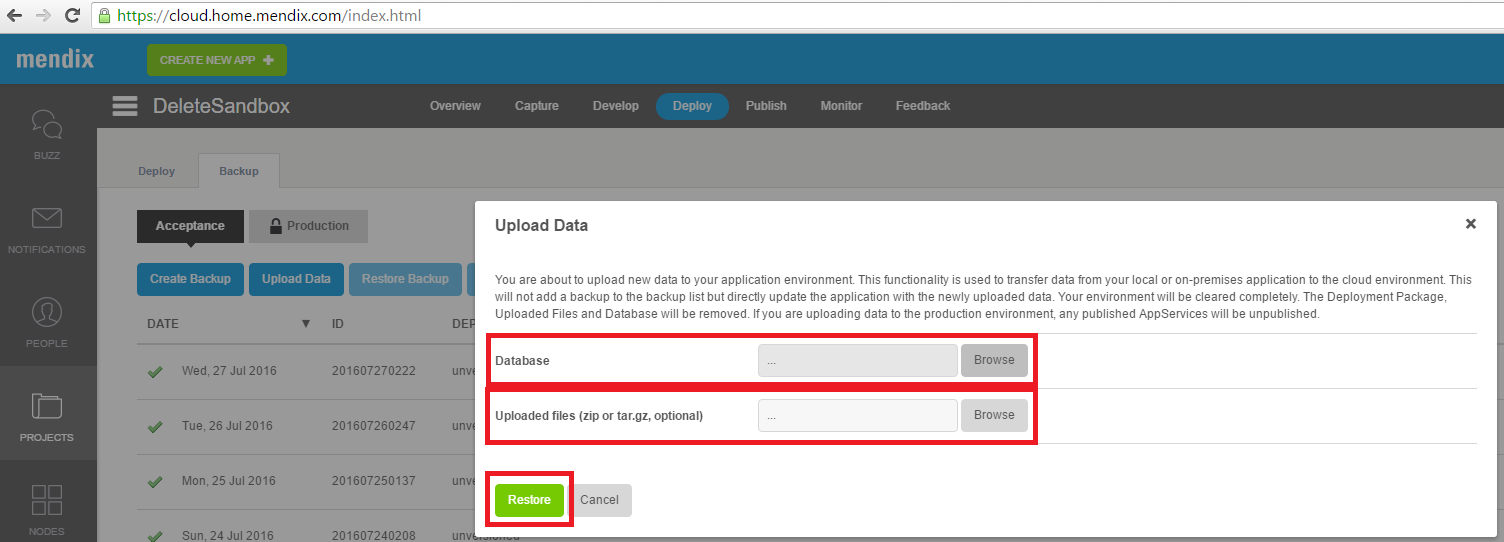 https://cloud.home.mendix.com/index.html
mendix
CREATE NEW APP
DeleteSandbox
Overview
Capture
Develop
Deploy
Publish
Monitor
Feedback
BUZZ
NOTIFICATIONS
PEOPLE
PROJECTS
NODES
Deploy
Backup
Acceptance
Production
Create Backup
Upload Data
Restore Backup
DATE
ID
Wed, 27 Jul 2016
201607270222
Tue, 26 Jul 2016
201607260247
Mon, 25 Jul 2016
201607250137
Sun, 24 Jul 2016
201607240208
unversioned
Upload Data
You are about to upload new data to your application environment. This functionality is used to transfer data from your local or on-premises application to the cloud environment. This
will not add a backup to the backup list but directly update the application with the newly uploaded data. Your environment will be cleared completely. The Deployment Package,
Uploaded Files and Database will be removed. If you are uploading data to the production environment, any published AppServices will be unpublished.
Database
...
Browse
Uploaded files (zip or tar.gz, optional)
...
Browse
Restore
Cancel